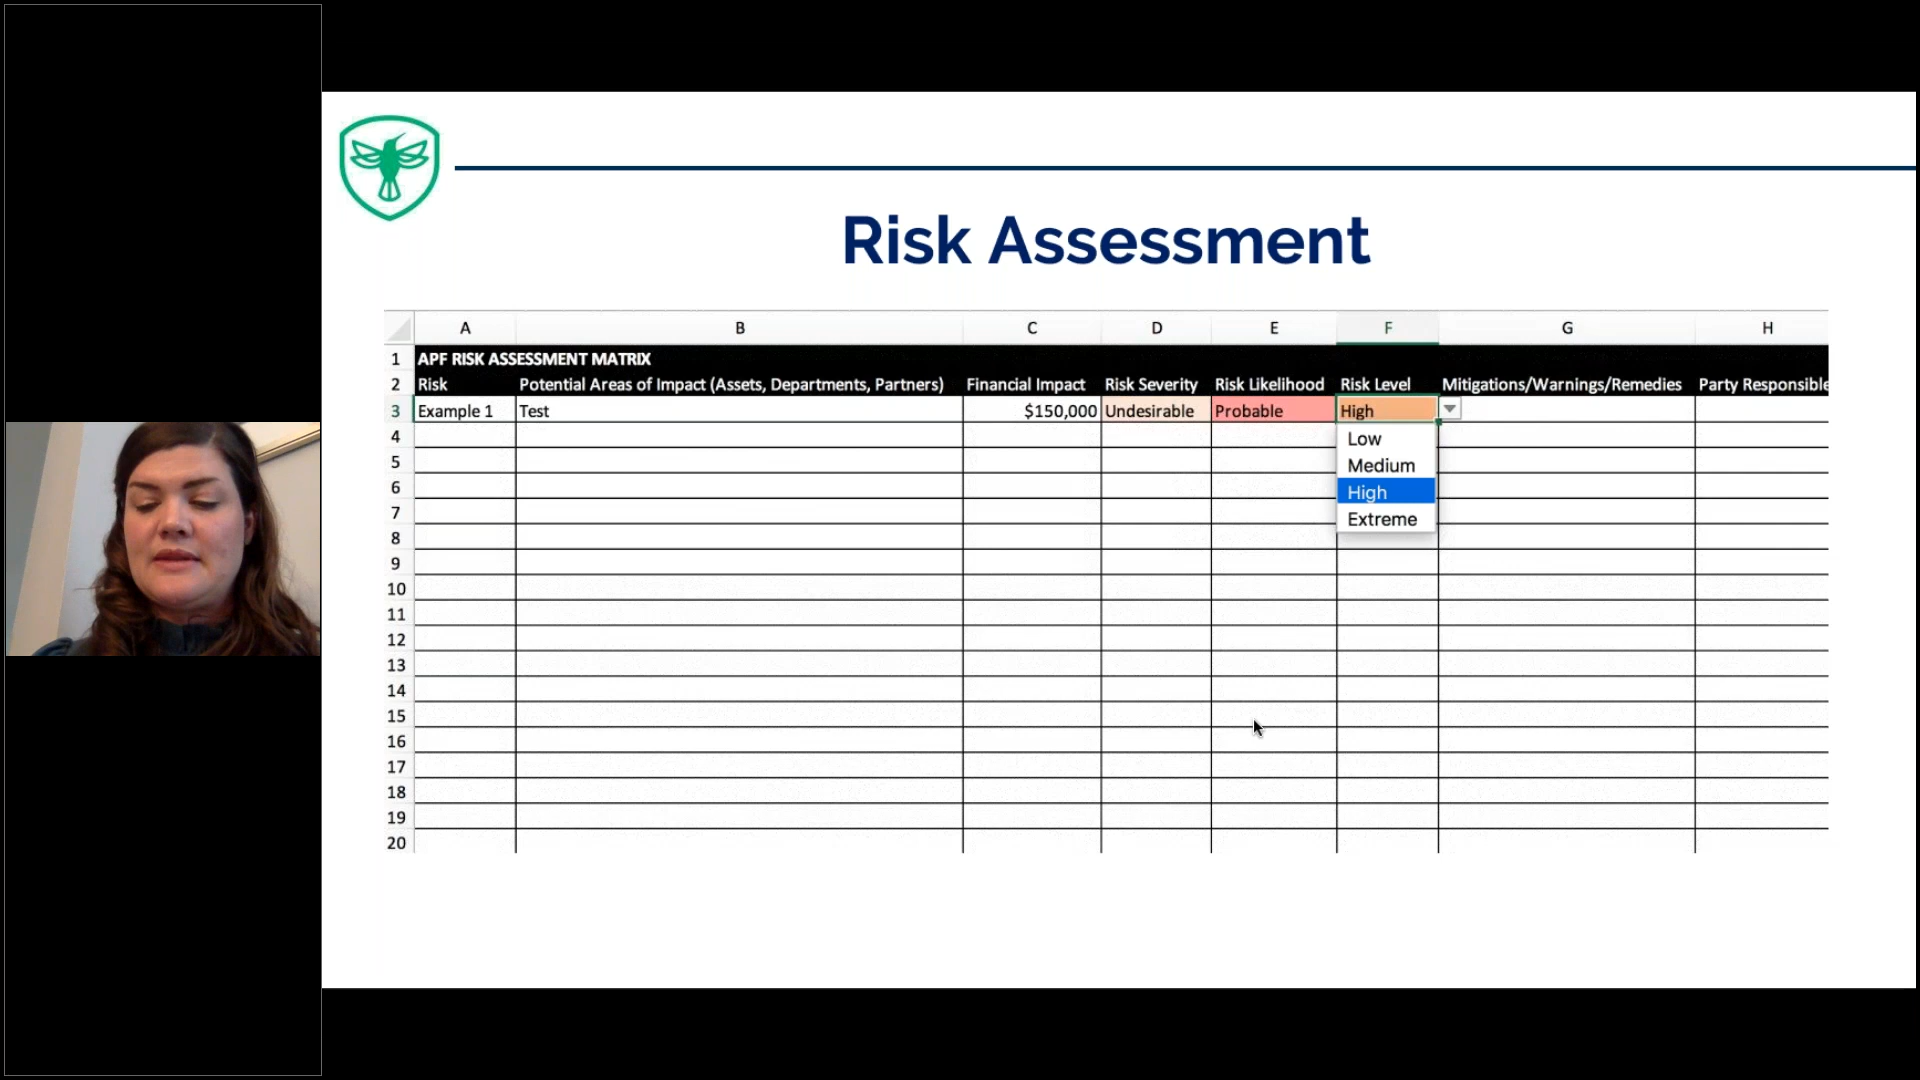 Risk Assessment
A B C D E F G H
1 APF RISK ASSESSMENT MATRIX
2 Risk Potential Areas of Impact (Assets, Departments, Partners) Financial Impact Risk Severity Risk Likelihood Risk Level Mitigations/Warnings/Remedies Party Responsible
3 Example 1 Test $150,000 Undesirable Probable High
4 Low
5 Medium
6 High
7 Extreme
8
9
10
11
12
13
14
15
16
17
18
19
20